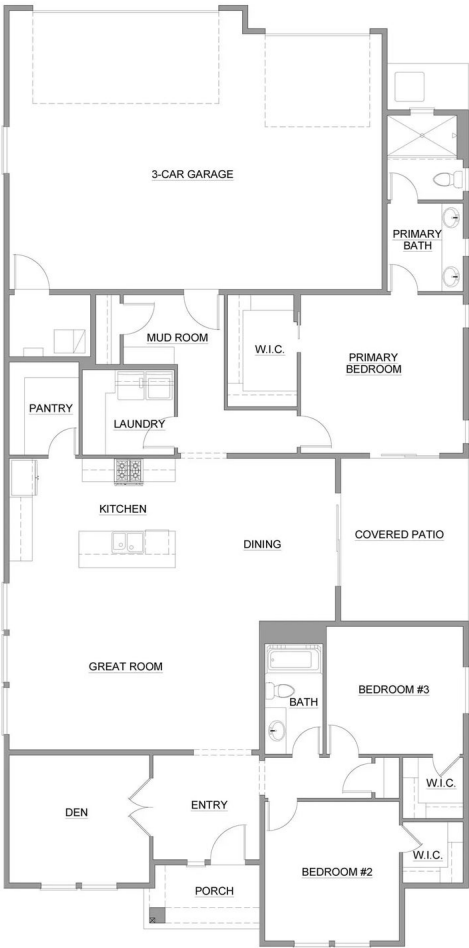 3-CAR GARAGE
PRIMARY
BATH
MUD ROOM
W.I.C.
PRIMARY
BEDROOM
PANTRY
LAUNDRY
KITCHEN
DINING
COVERED PATIO
GREAT ROOM
BATH
BEDROOM #3
W.I.C.
DEN
ENTRY
W.I.C.
BEDROOM #2
PORCH